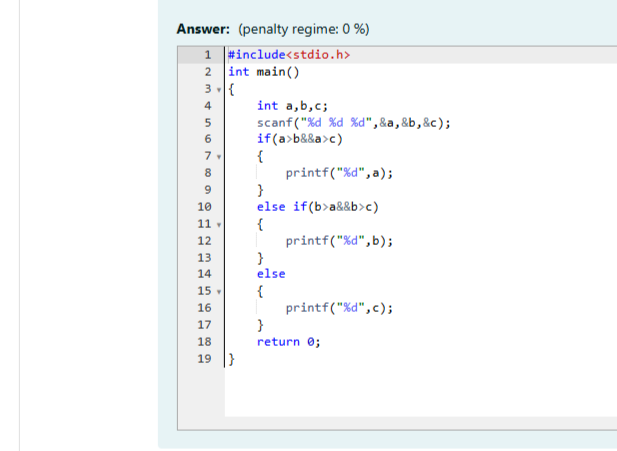 Answer: (penalty regime: 0 %)
1 #include<stdio.h>
2 int main()
3 {
4     int a,b,c;
5     scanf("%d %d %d",&a,&b,&c);
6     if(a>b&&a>c)
7     {
8         printf("%d",a);
9     }
10     else if(b>a&&b>c)
11     {
12         printf("%d",b);
13     }
14     else
15     {
16         printf("%d",c);
17     }
18     return 0;
19 }